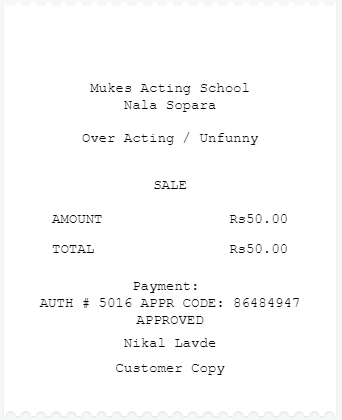 Mukes Acting School
Nala Sopara
Over Acting / Unfunny
SALE
AMOUNT Rs50.00
TOTAL Rs50.00
Payment:
AUTH # 5016 APPR CODE: 86484947
APPROVED
Nikal Lavde
Customer Copy